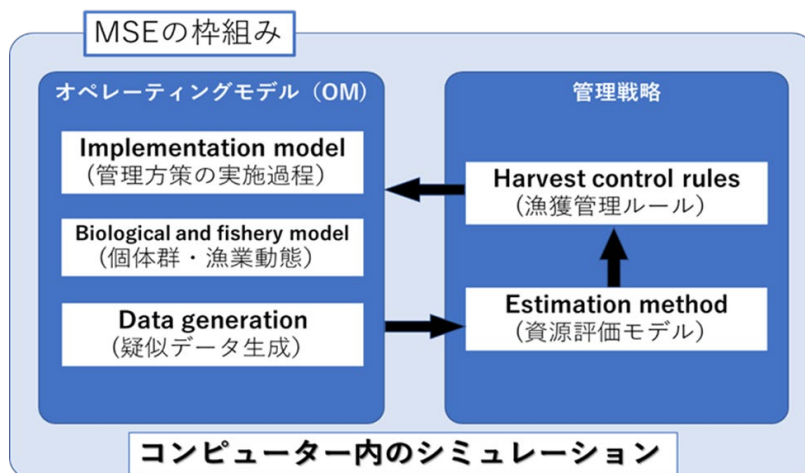 MSEの枠組み
オペレーティングモデル（OM）
Implementation model
(管理方策の実施過程)
Biological and fishery model
(個体群・漁業動態)
Data generation
(疑似データ生成)
管理戦略
Harvest control rules
(漁獲管理ルール)
Estimation method
(資源評価モデル)
コンピューター内のシミュレーション